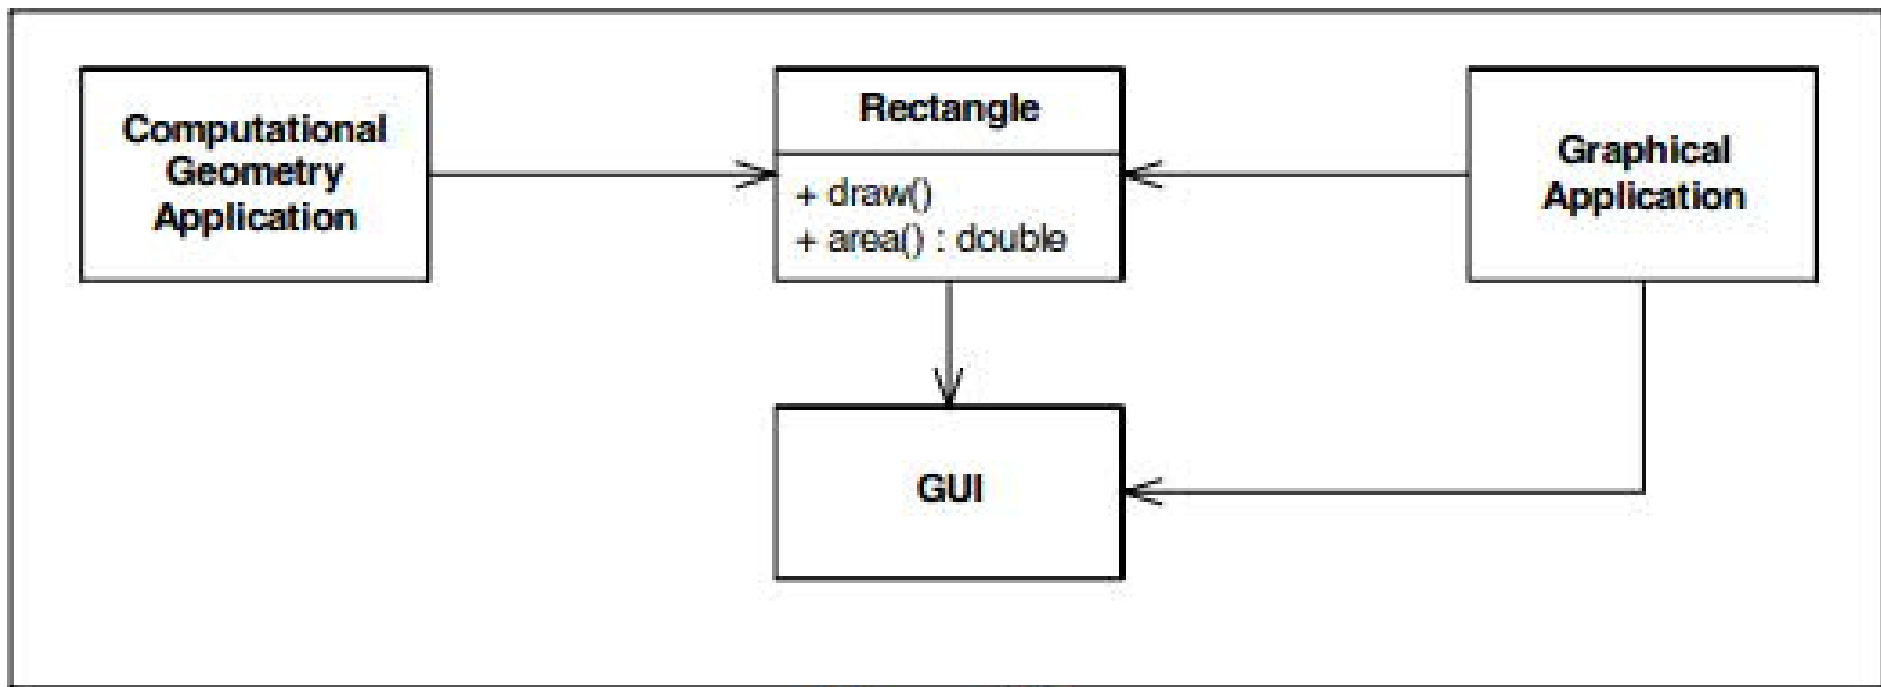 Computational
Geometry
Application
Rectangle
+ draw()
+ area() : double
Graphical
Application
GUI